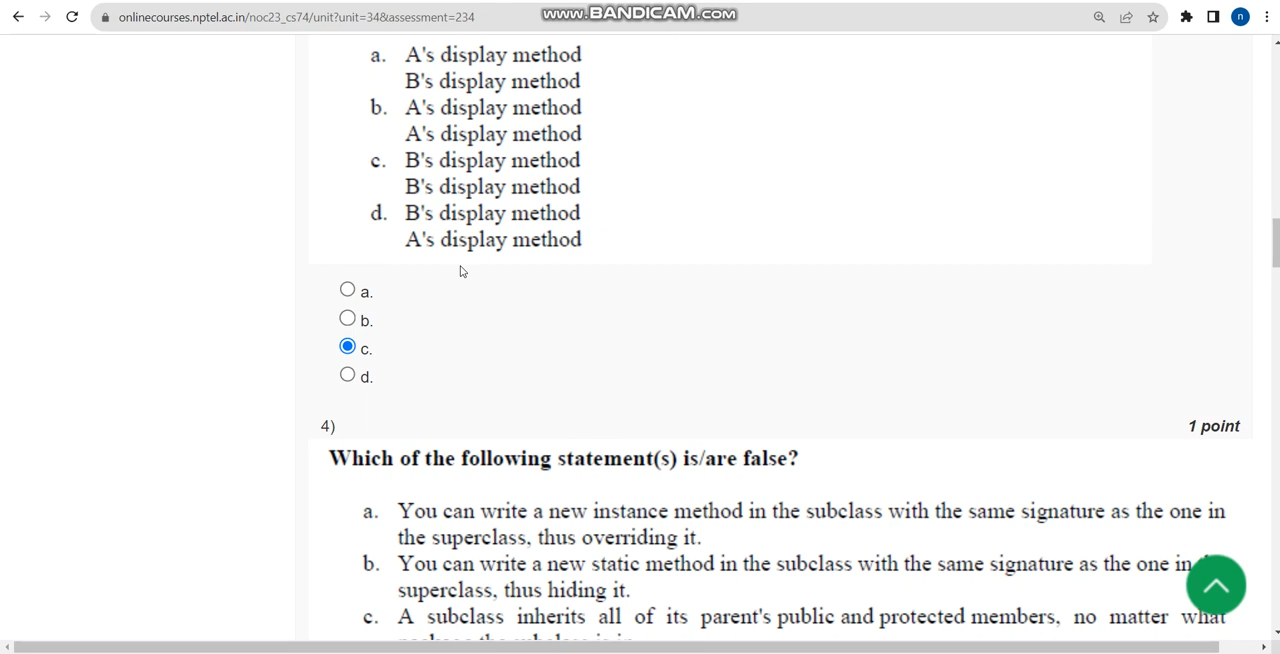 onlinecourses.nptel.ac.in/noc23_cs74/unit?unit=34&assessment=234
www.BANDICAM.com
n
a. A's display method
B's display method
b. A's display method
A's display method
c. B's display method
B's display method
d. B's display method
A's display method
a.
b.
c.
d.
4)
1 point
Which of the following statement(s) is/are false?
a. You can write a new instance method in the subclass with the same signature as the one in
the superclass, thus overriding it.
b. You can write a new static method in the subclass with the same signature as the one in
superclass, thus hiding it.
c. A subclass inherits all of its parent's public and protected members, no matter what